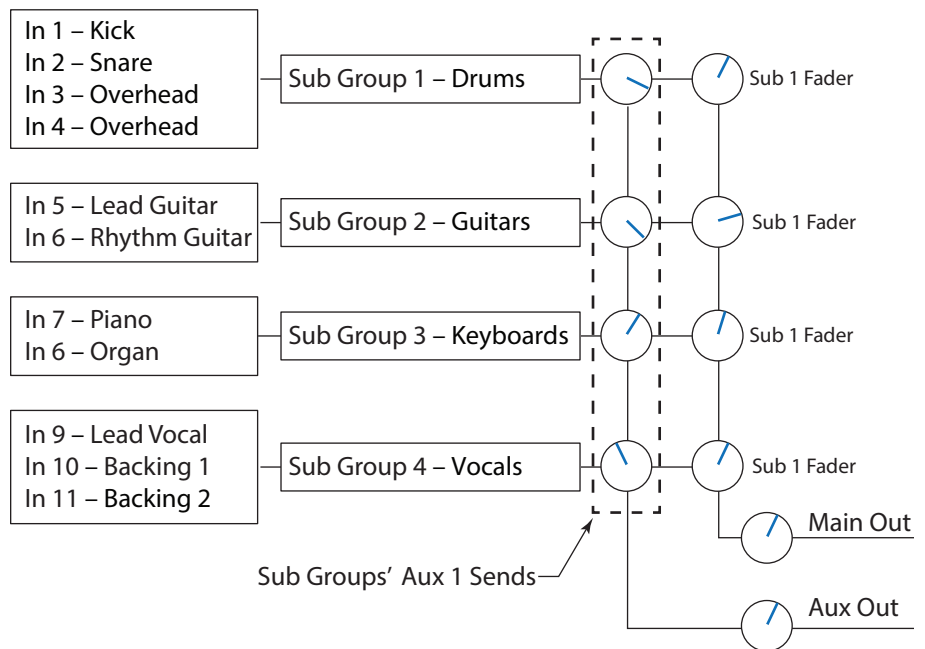 In 1 – Kick
In 2 – Snare
In 3 – Overhead
In 4 – Overhead
Sub Group 1 – Drums
Sub 1 Fader
In 5 – Lead Guitar
In 6 – Rhythm Guitar
Sub Group 2 – Guitars
Sub 1 Fader
In 7 – Piano
In 6 – Organ
Sub Group 3 – Keyboards
Sub 1 Fader
In 9 – Lead Vocal
In 10 – Backing 1
In 11 – Backing 2
Sub Group 4 – Vocals
Sub 1 Fader
Main Out
Sub Groups’ Aux 1 Sends
Aux Out